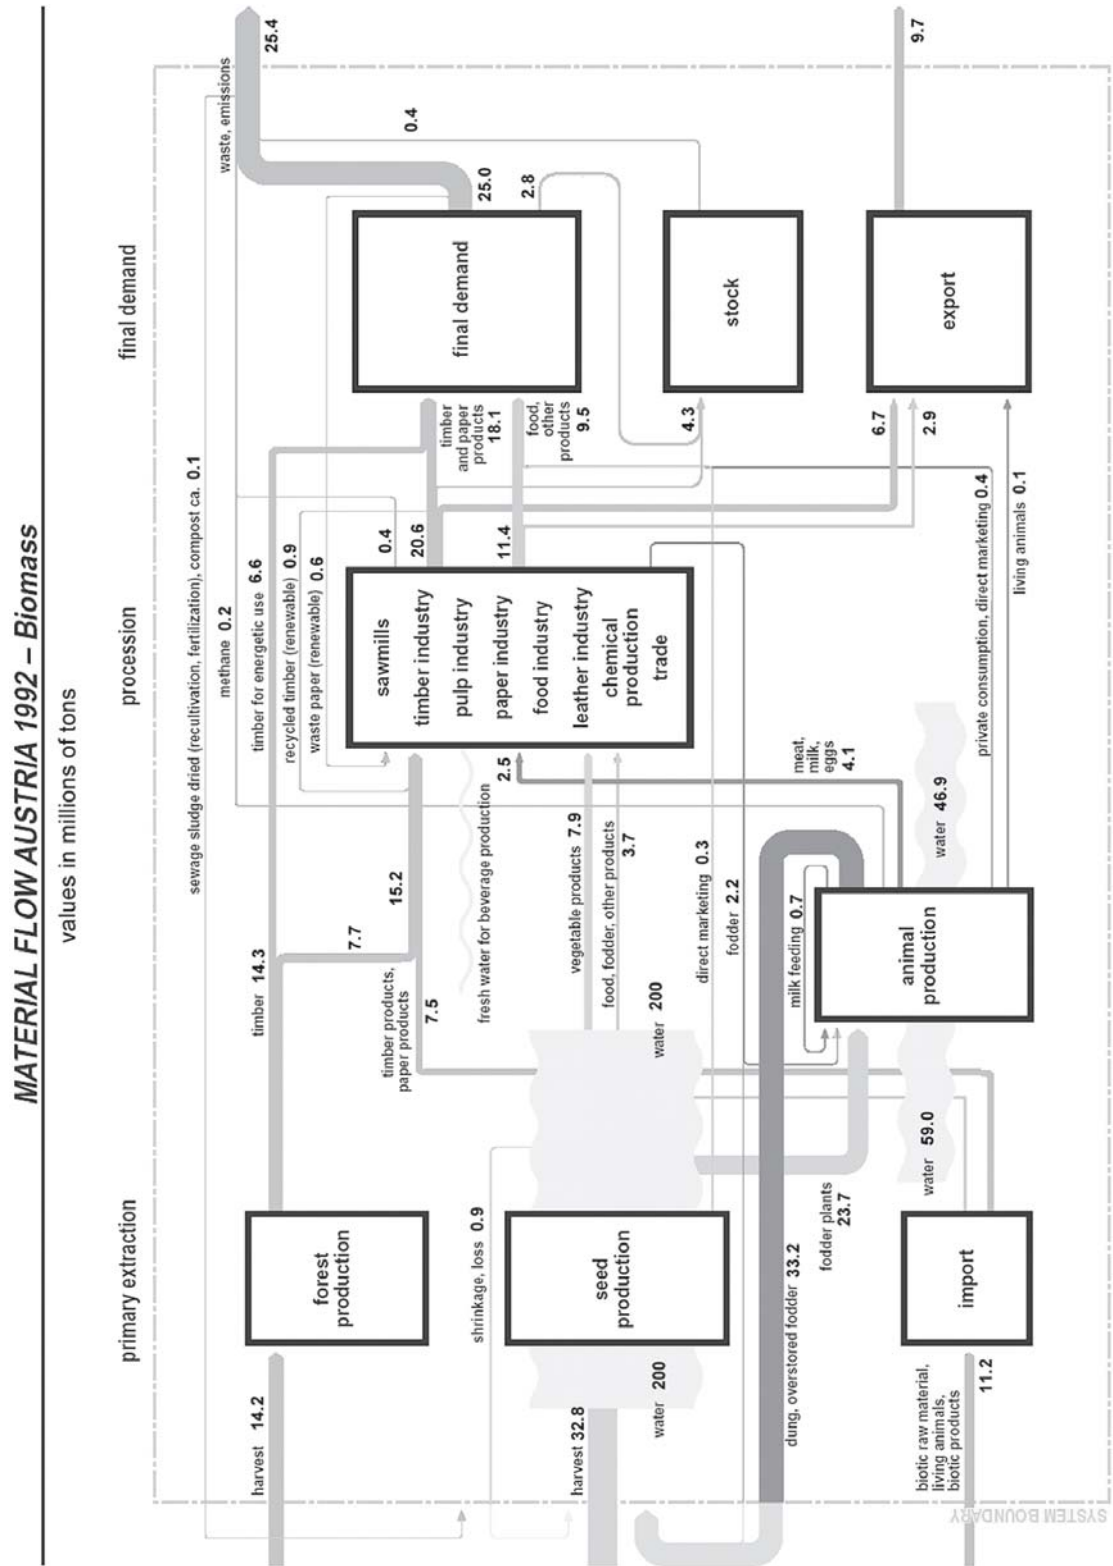 MATERIAL FLOW AUSTRIA 1992 – Biomass
values in millions of tons
primary extraction
procession
final demand
sewage sludge dried (recultivation, fertilization), compost ca. 0.1
methane 0.2
waste, emissions
25.4
timber for energetic use 6.6
recycled timber (renewable) 0.9
waste paper (renewable) 0.6
harvest 14.2
forest
production
timber 14.3
7.7
timber products,
paper products
7.5
15.2
fresh water for beverage production
sawmills
timber industry
pulp industry
paper industry
food industry
leather industry
chemical
production
trade
0.4
20.6
11.4
timber
and paper
products
18.1
food,
other
products
9.5
final demand
25.0
2.8
0.4
shrinkage, loss 0.9
harvest 32.8
water 200
seed
production
water 200
vegetable products 7.9
food, fodder, other products
3.7
2.5
direct marketing 0.3
fodder 2.2
4.3
stock
dung, overstored fodder 33.2
fodder plants
23.7
milk feeding 0.7
meat,
milk,
eggs
4.1
animal
production
water 59.0
water 46.9
private consumption, direct marketing 0.4
living animals 0.1
6.7
2.9
export
9.7
biotic raw material,
living animals,
biotic products
11.2
import
SYSTEM BOUNDARY